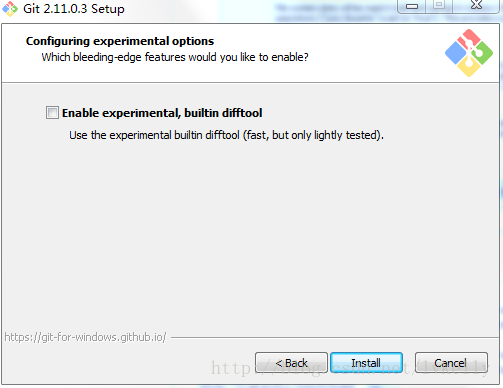 Git 2.11.0.3 Setup
Configuring experimental options
Which bleeding-edge features would you like to enable?
Enable experimental, builtin difftool
Use the experimental builtin difftool (fast, but only lightly tested).
https://git-for-windows.github.io/
< Back
Install
Cancel